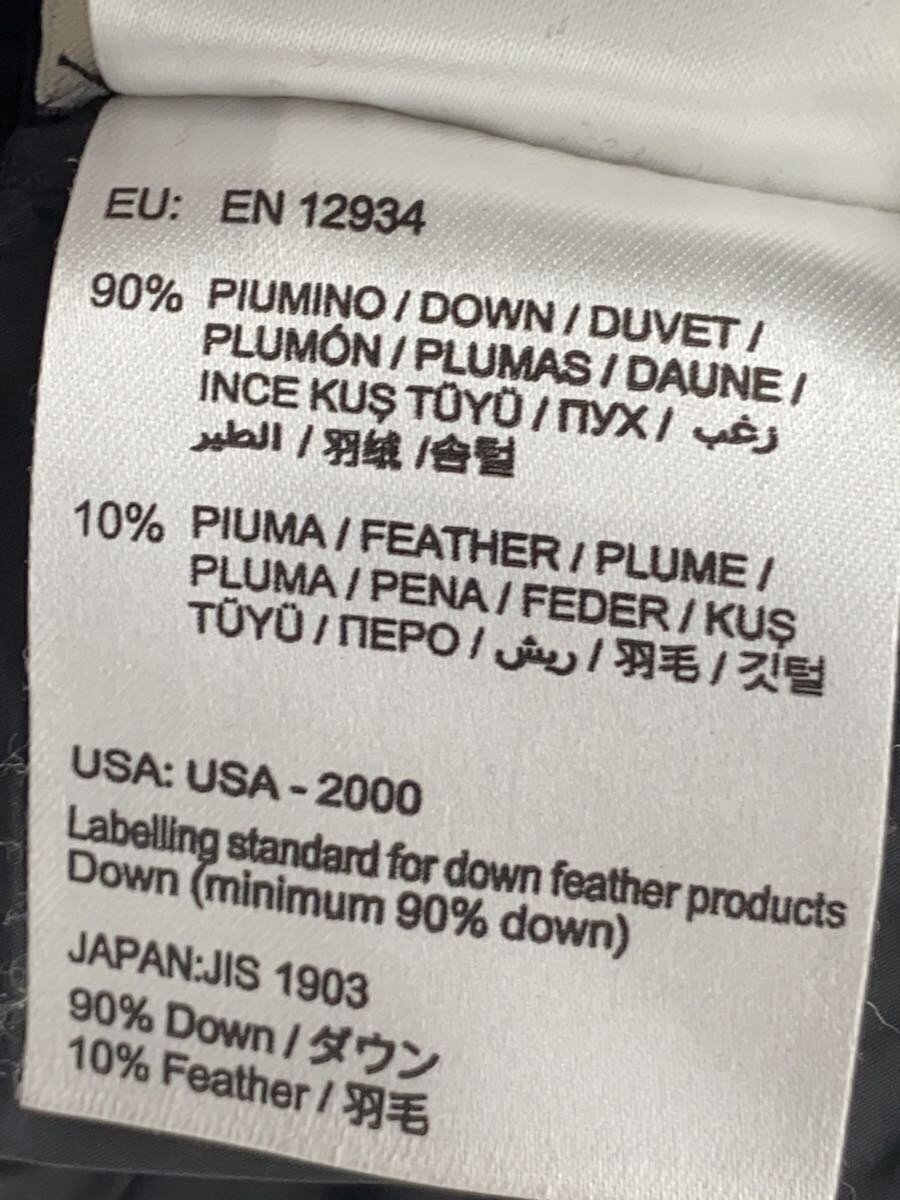 EU: EN 12934
90% PIUMINO / DOWN / DUVET /
PLUMÓN / PLUMAS / DAUNE /
INCE KUŞ TÜYÜ / ПУХ / زغب
الطير / 羽绒 /솜털
10% PIUMA / FEATHER / PLUME /
PLUMA / PENA / FEDER / KUŞ
TÜYÜ / ПЕРО / ريش / 羽毛 / 깃털
USA: USA - 2000
Labelling standard for down feather products
Down (minimum 90% down)
JAPAN:JIS 1903
90% Down / ダウン
10% Feather / 羽毛